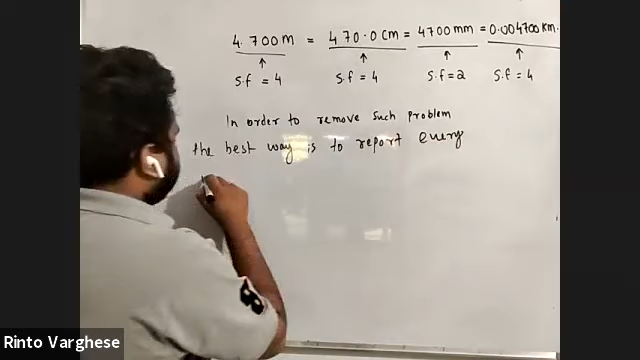 4.700 m = 470.0 cm = 4700 mm = 0.004700 km.
↑ ↑ ↑ ↑
S.f = 4 S.f = 4 S.f = 2 S.f = 4
In order to remove such problem
the best way is to report every
Rinto Varghese